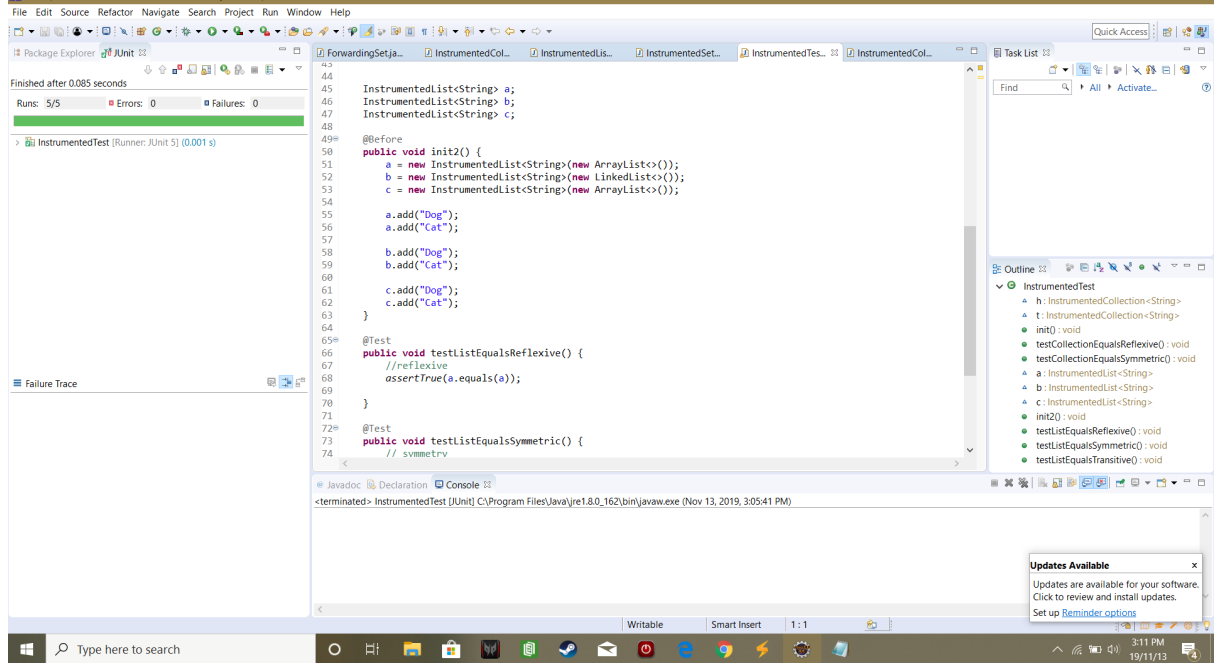 File Edit Source Refactor Navigate Search Project Run Window Help
Quick Access
Package Explorer JUnit
ForwardingSet.ja... InstrumentedCol... InstrumentedLis... InstrumentedSet... InstrumentedTes... InstrumentedCol...
Task List
Finished after 0.085 seconds
Runs: 5/5 Errors: 0 Failures: 0
InstrumentedTest [Runner: JUnit 5] (0.001 s)
Failure Trace
43
44
45 InstrumentedList<String> a;
46 InstrumentedList<String> b;
47 InstrumentedList<String> c;
48
49 @Before
50 public void init2() {
51 a = new InstrumentedList<String>(new ArrayList<>());
52 b = new InstrumentedList<String>(new LinkedList<>());
53 c = new InstrumentedList<String>(new ArrayList<>());
54
55 a.add("Dog");
56 a.add("Cat");
57
58 b.add("Dog");
59 b.add("Cat");
60
61 c.add("Dog");
62 c.add("Cat");
63 }
64
65 @Test
66 public void testListEqualsReflexive() {
67 //reflexive
68 assertTrue(a.equals(a));
69
70 }
71
72 @Test
73 public void testListEqualsSymmetric() {
74 // symmetry
Find All Activate...
Outline
InstrumentedTest
h : InstrumentedCollection<String>
t : InstrumentedCollection<String>
init() : void
testCollectionEqualsReflexive() : void
testCollectionEqualsSymmetric() : void
a : InstrumentedList<String>
b : InstrumentedList<String>
c : InstrumentedList<String>
init2() : void
testListEqualsReflexive() : void
testListEqualsSymmetric() : void
testListEqualsTransitive() : void
Javadoc Declaration Console
<terminated> InstrumentedTest [JUnit] C:\Program Files\Java\jre1.8.0_162\bin\javaw.exe (Nov 13, 2019, 3:05:41 PM)
Updates Available x
Updates are available for your software.
Click to review and install updates.
Set up Reminder options
Writable Smart Insert 1 : 1
Type here to search
3:11 PM
19/11/13
4